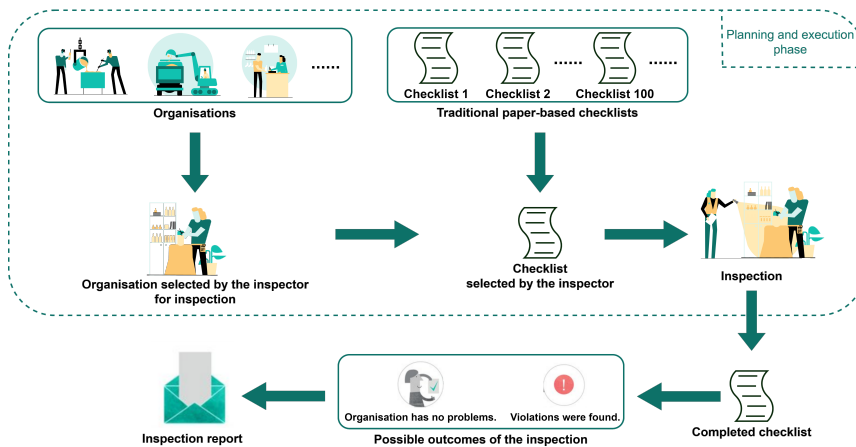 Planning and execution
phase
......
Organisations
Checklist 1
Checklist 2
......
Checklist 100
......
Traditional paper-based checklists
Organisation selected by the inspector
for inspection
Checklist
selected by the inspector
Inspection
Inspection report
Organisation has no problems.
Violations were found.
Possible outcomes of the inspection
Completed checklist